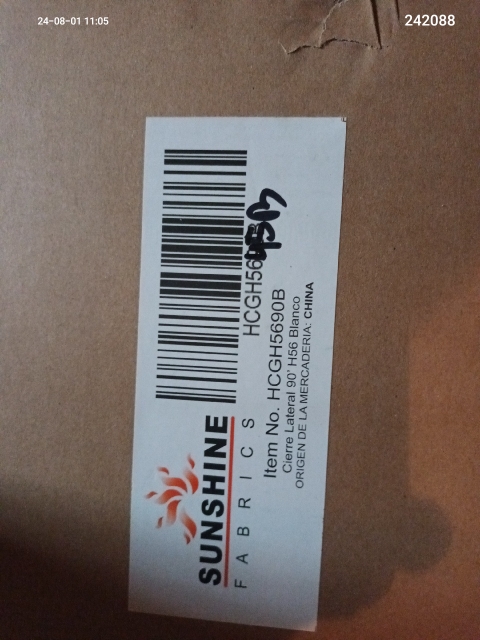 24-08-01 11:05
242088
SUNSHINE
FABRICS
Item No. HCGH5690B
Cierre Lateral 90' H56 Blanco
ORIGEN DE LA MERCADERIA: CHINA